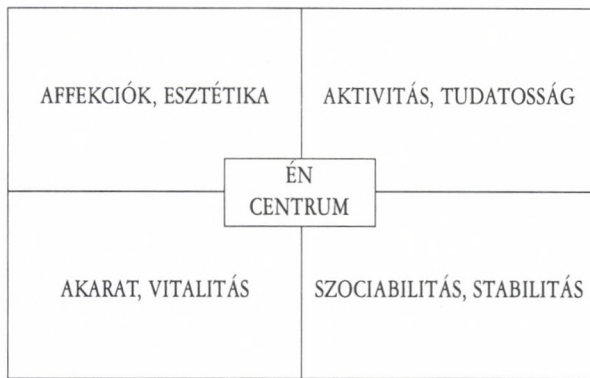 AFFEKCIÓK, ESZTÉTIKA
AKTIVITÁS, TUDATOSSÁG
ÉN
CENTRUM
AKARAT, VITALITÁS
SZOCIABILITÁS, STABILITÁS